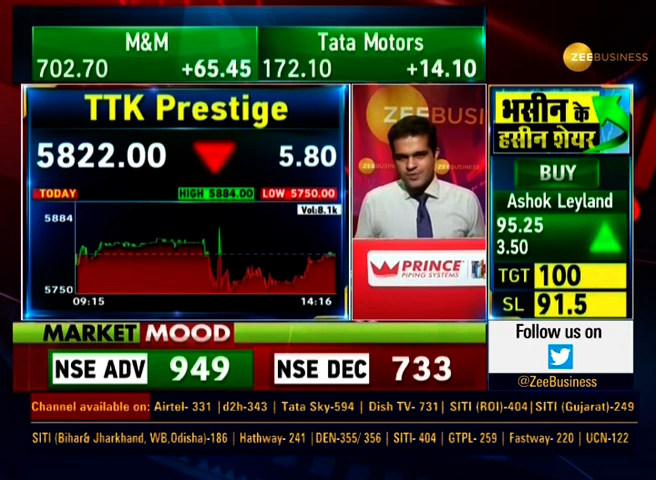 M&M
702.70 +65.45
Tata Motors
172.10 +14.10
ZEEBUSINESS
TTK Prestige
5822.00 5.80
TODAY HIGH 5884.00 LOW 5750.00
Vol:8.1k
5884
5750
09:15 14:16
ZEEBUSI
PRINCE
PIPING SYSTEMS
भसीन के
हसीन शेयर
BUY
Ashok Leyland
95.25
3.50
TGT 100
SL 91.5
MARKET MOOD
NSE ADV 949 NSE DEC 733
Follow us on
@ZeeBusiness
Channel available on: Airtel- 331 |d2h-343 | Tata Sky-594 | Dish TV- 731| SITI (ROI)-404|SITI (Gujarat)-249
SITI (Bihar& Jharkhand, WB,Odisha)-186 | Hathway- 241 |DEN-355/ 356 | SITI- 404 | GTPL- 259 | Fastway- 220 | UCN-122